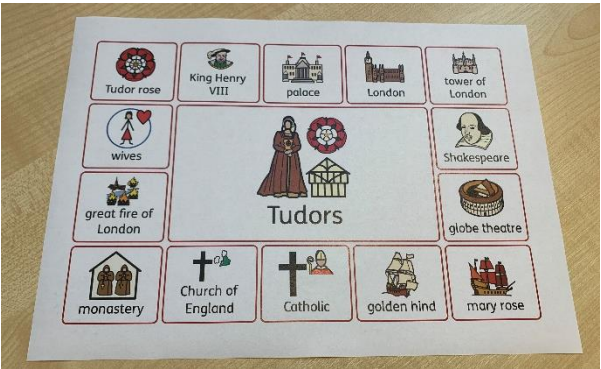 Tudor rose
King Henry
VIII
palace
London
tower of
London
wives
Tudors
Shakespeare
great fire of
London
globe theatre
monastery
Church of
England
Catholic
golden hind
mary rose